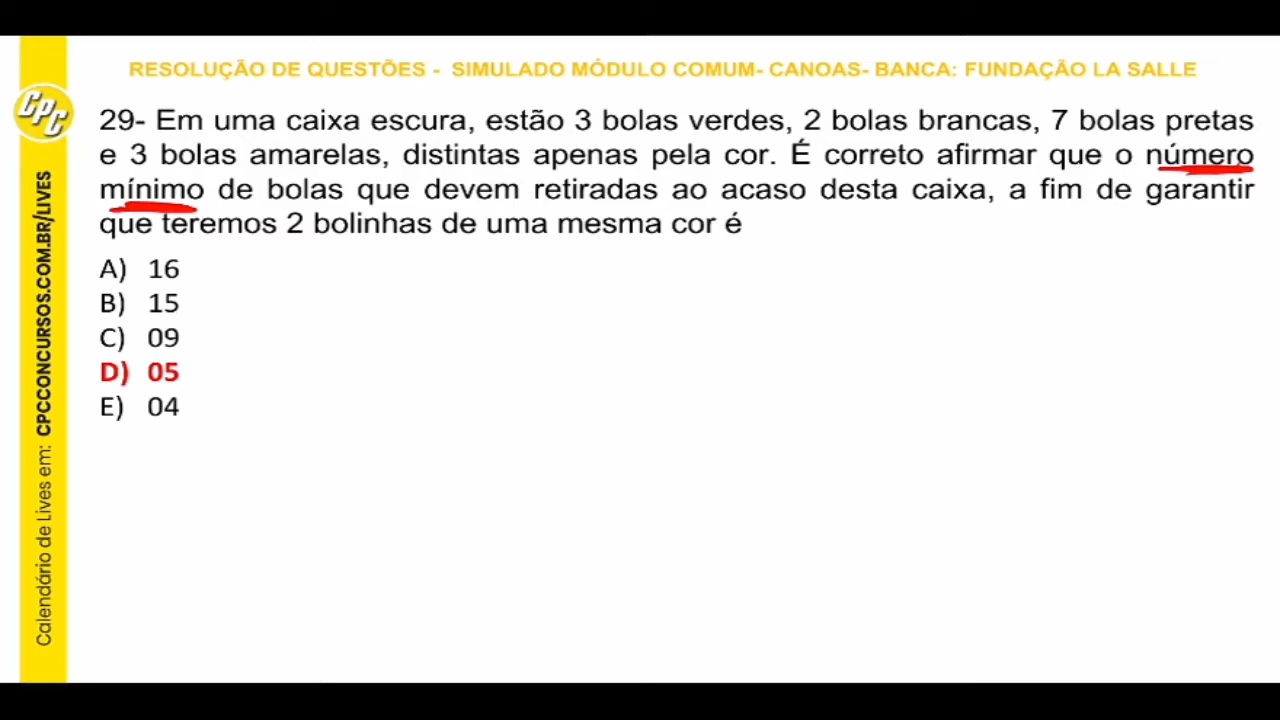 RESOLUÇÃO DE QUESTÕES - SIMULADO MÓDULO COMUM- CANOAS- BANCA: FUNDAÇÃO LA SALLE
CPC
29- Em uma caixa escura, estão 3 bolas verdes, 2 bolas brancas, 7 bolas pretas
e 3 bolas amarelas, distintas apenas pela cor. É correto afirmar que o número
mínimo de bolas que devem retiradas ao acaso desta caixa, a fim de garantir
que teremos 2 bolinhas de uma mesma cor é
A) 16
B) 15
C) 09
D) 05
E) 04
Calendário de Lives em: CPCCONCURSOS.COM.BR/LIVES